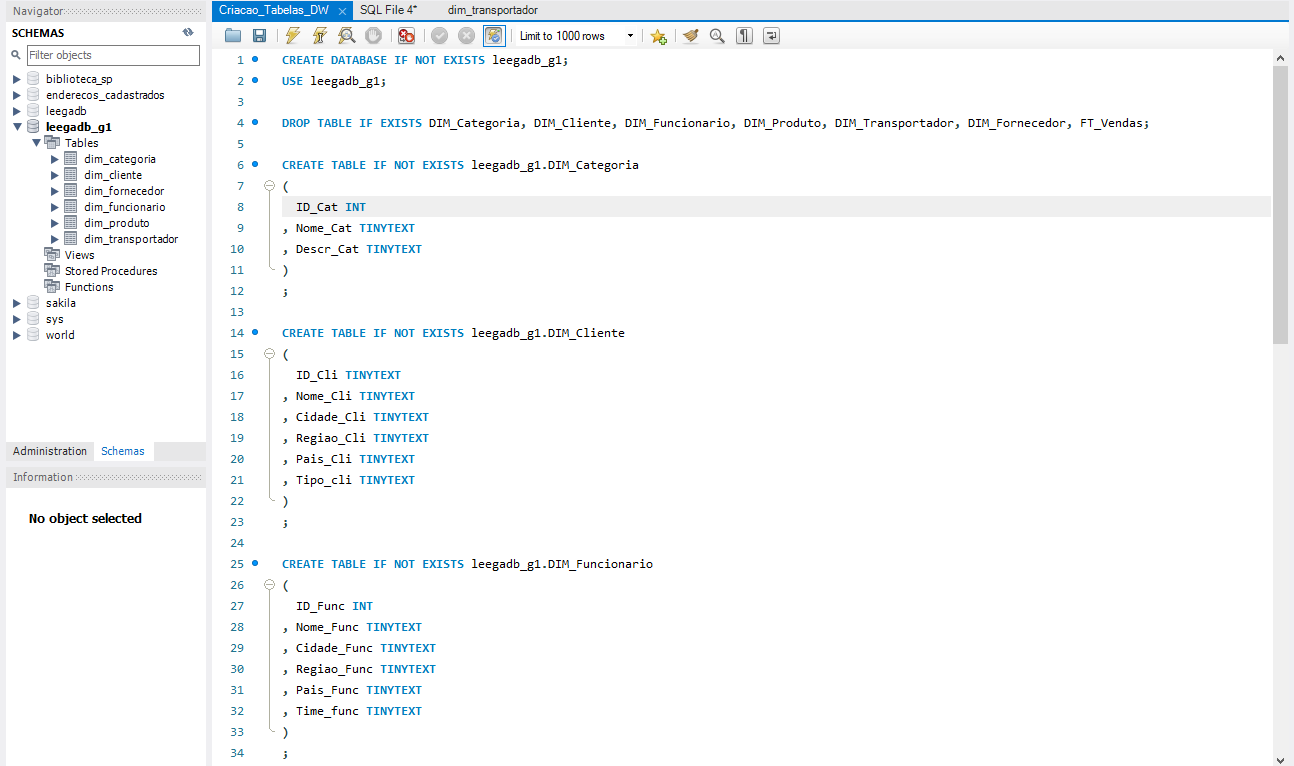 Navigator
SCHEMAS
Filter objects
biblioteca_sp
enderecos_cadastrados
leegadb
leegadb_g1
Tables
dim_categoria
dim_cliente
dim_fornecedor
dim_funcionario
dim_produto
dim_transportador
Views
Stored Procedures
Functions
sakila
sys
world
Administration Schemas
Information
No object selected
Criacao_Tabelas_DW SQL File 4* dim_transportador
Limit to 1000 rows
1 CREATE DATABASE IF NOT EXISTS leegadb_g1;
2 USE leegadb_g1;
3
4 DROP TABLE IF EXISTS DIM_Categoria, DIM_Cliente, DIM_Funcionario, DIM_Produto, DIM_Transportador, DIM_Fornecedor, FT_Vendas;
5
6 CREATE TABLE IF NOT EXISTS leegadb_g1.DIM_Categoria
7 (
8 ID_Cat INT
9 , Nome_Cat TINYTEXT
10 , Descr_Cat TINYTEXT
11 )
12 ;
13
14 CREATE TABLE IF NOT EXISTS leegadb_g1.DIM_Cliente
15 (
16 ID_Cli TINYTEXT
17 , Nome_Cli TINYTEXT
18 , Cidade_Cli TINYTEXT
19 , Regiao_Cli TINYTEXT
20 , Pais_Cli TINYTEXT
21 , Tipo_cli TINYTEXT
22 )
23 ;
24
25 CREATE TABLE IF NOT EXISTS leegadb_g1.DIM_Funcionario
26 (
27 ID_Func INT
28 , Nome_Func TINYTEXT
29 , Cidade_Func TINYTEXT
30 , Regiao_Func TINYTEXT
31 , Pais_Func TINYTEXT
32 , Time_func TINYTEXT
33 )
34 ;